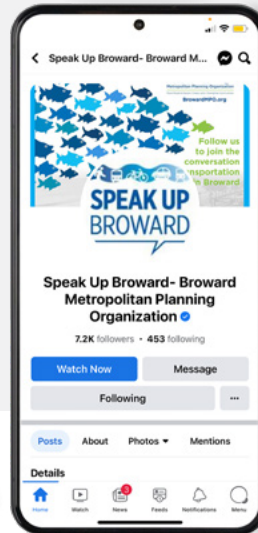 Speak Up Broward- Broward M...
Metropolitan Planning Organization
BrowardMPO.org
Follow us
to join the
conversation
nsportation
in Broward
SPEAK UP
BROWARD
Speak Up Broward- Broward
Metropolitan Planning
Organization
7.2K followers • 453 following
Watch Now
Message
Following
...
Posts
About
Photos
Mentions
Details
3
Home
Watch
News
Feeds
Notifications
Menu